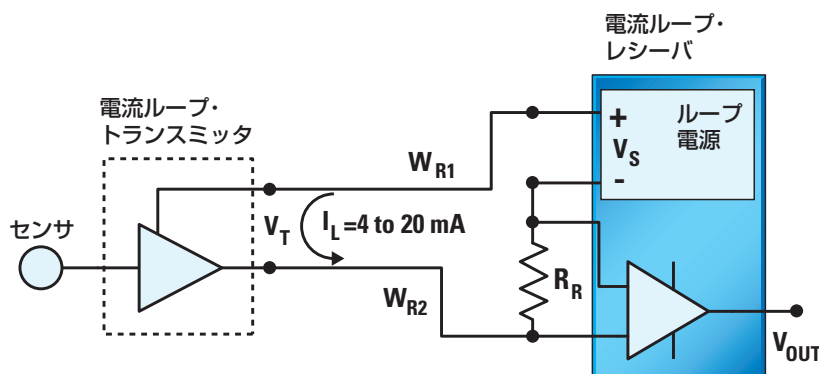 電流ループ・
レシーバ
電流ループ・
トランスミッタ
ループ
電源
+
VS
-
WR1
センサ
VT
IL=4 to 20 mA
RR
WR2
VOUT